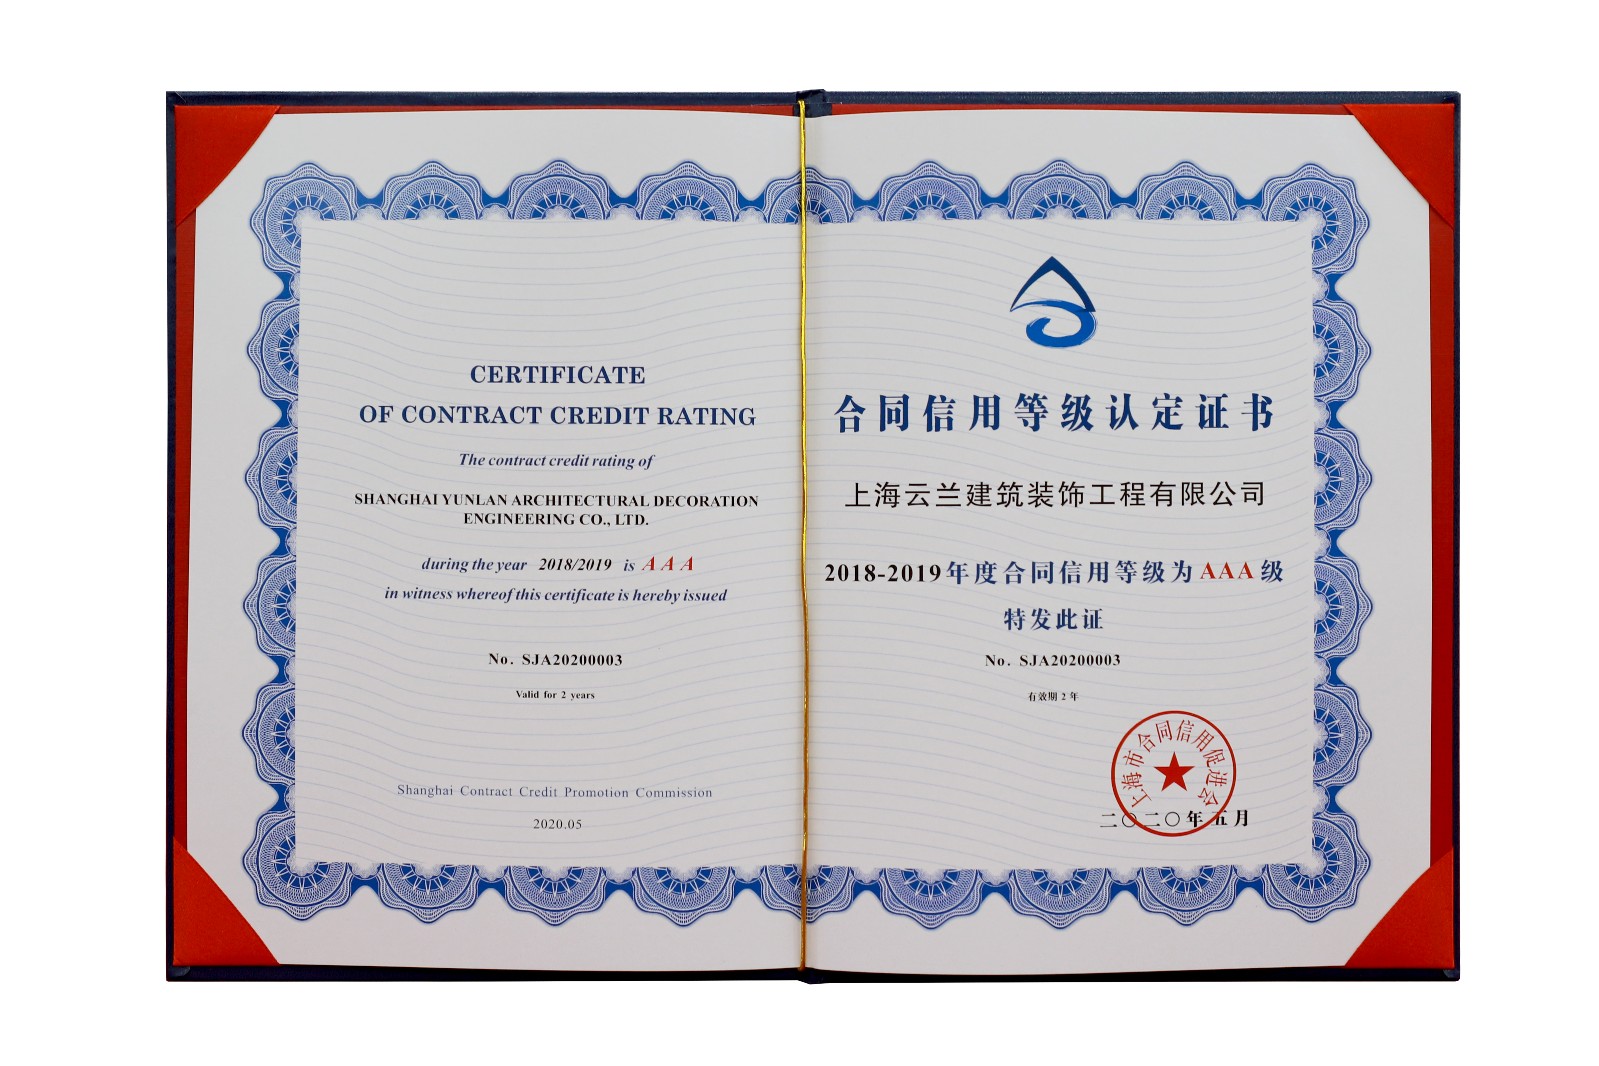 CERTIFICATE
OF CONTRACT CREDIT RATING
The contract credit rating of
SHANGHAI YUNLAN ARCHITECTURAL DECORATION
ENGINEERING CO., LTD.
during the year 2018/2019 is AAA
in witness whereof this certificate is hereby issued
No. SJA20200003
Valid for 2 years
Shanghai Contract Credit Promotion Commission
2020.05
合同信用等级认定证书
上海云兰建筑装饰工程有限公司
2018-2019年度合同信用等级为AAA级
特发此证
No. SJA20200003
有效期 2 年
上海市合同信用促进会
二〇二〇年五月